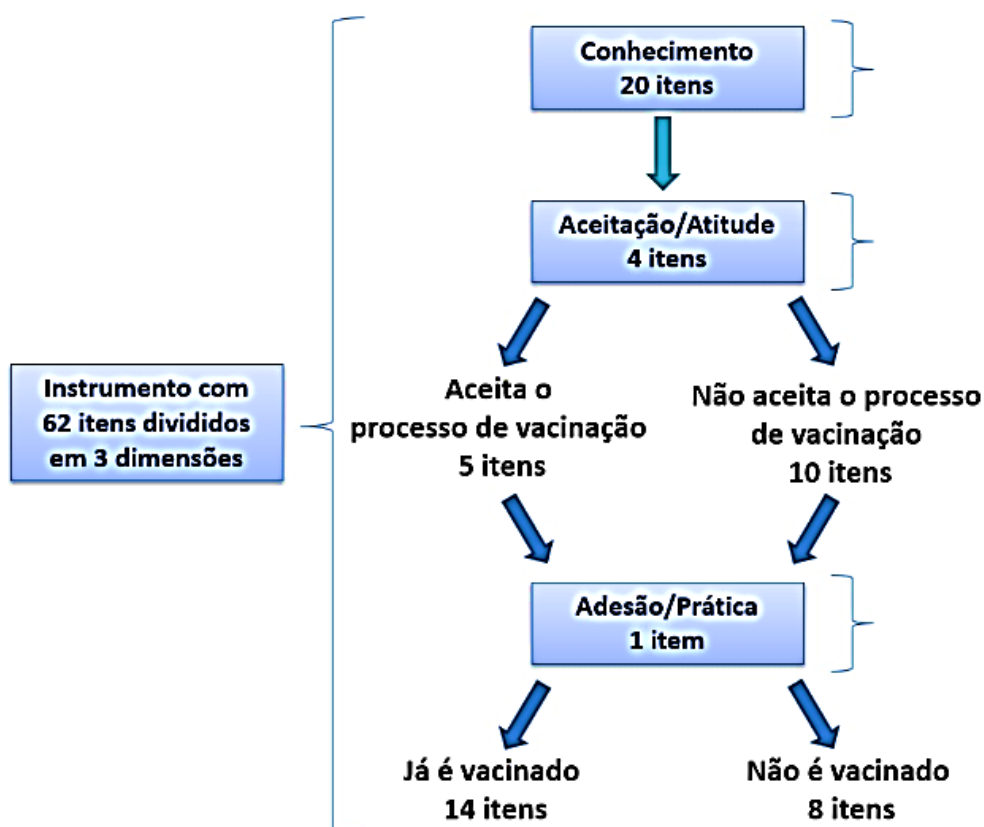 Conhecimento
20 itens
Aceitação/Atitude
4 itens
Instrumento com
62 itens divididos
em 3 dimensões
Aceita o
processo de vacinação
5 itens
Não aceita o processo
de vacinação
10 itens
Adesão/Prática
1 item
Já é vacinado
14 itens
Não é vacinado
8 itens